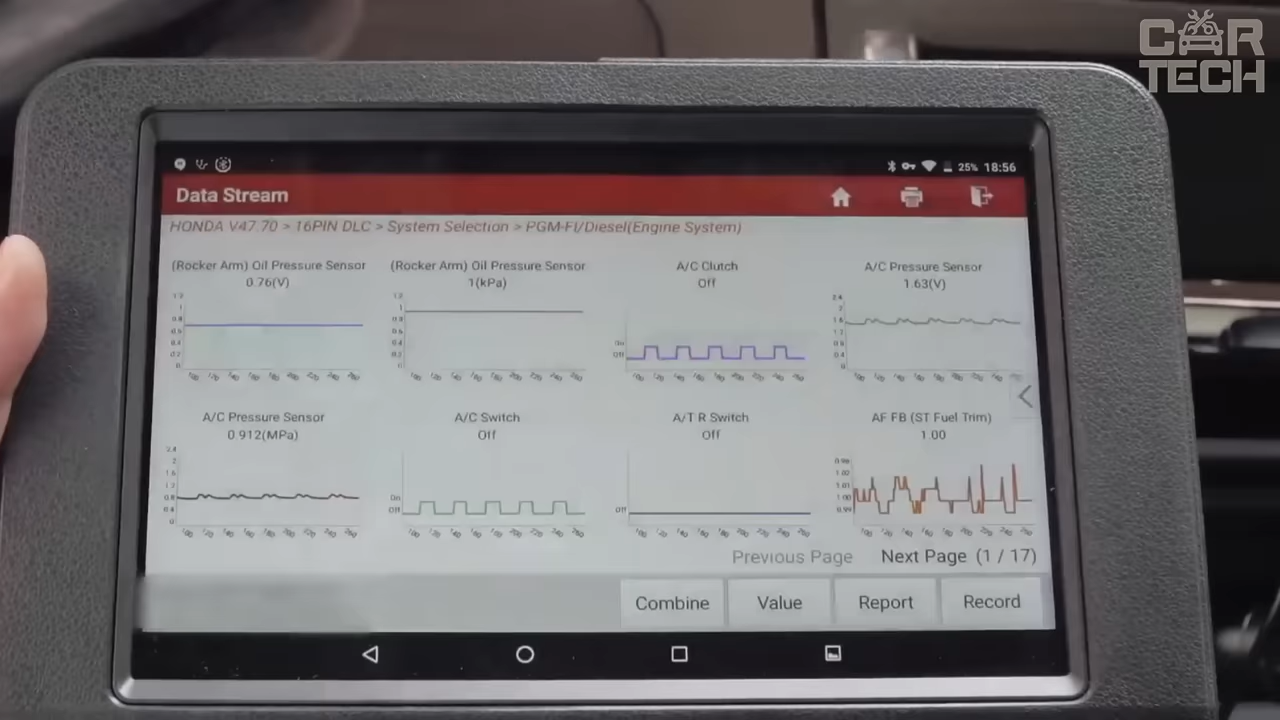 CAR
TECH
25% 18:56
Data Stream
HONDA V47.70 > 16PIN DLC > System Selection > PGM-FI/Diesel(Engine System)
(Rocker Arm) Oil Pressure Sensor
0.76(V)
(Rocker Arm) Oil Pressure Sensor
1(kPa)
A/C Clutch
Off
A/C Pressure Sensor
1.63(V)
A/C Pressure Sensor
0.912(MPa)
A/C Switch
Off
A/T R Switch
Off
AF FB (ST Fuel Trim)
1.00
Previous Page Next Page (1 / 17)
Combine Value Report Record